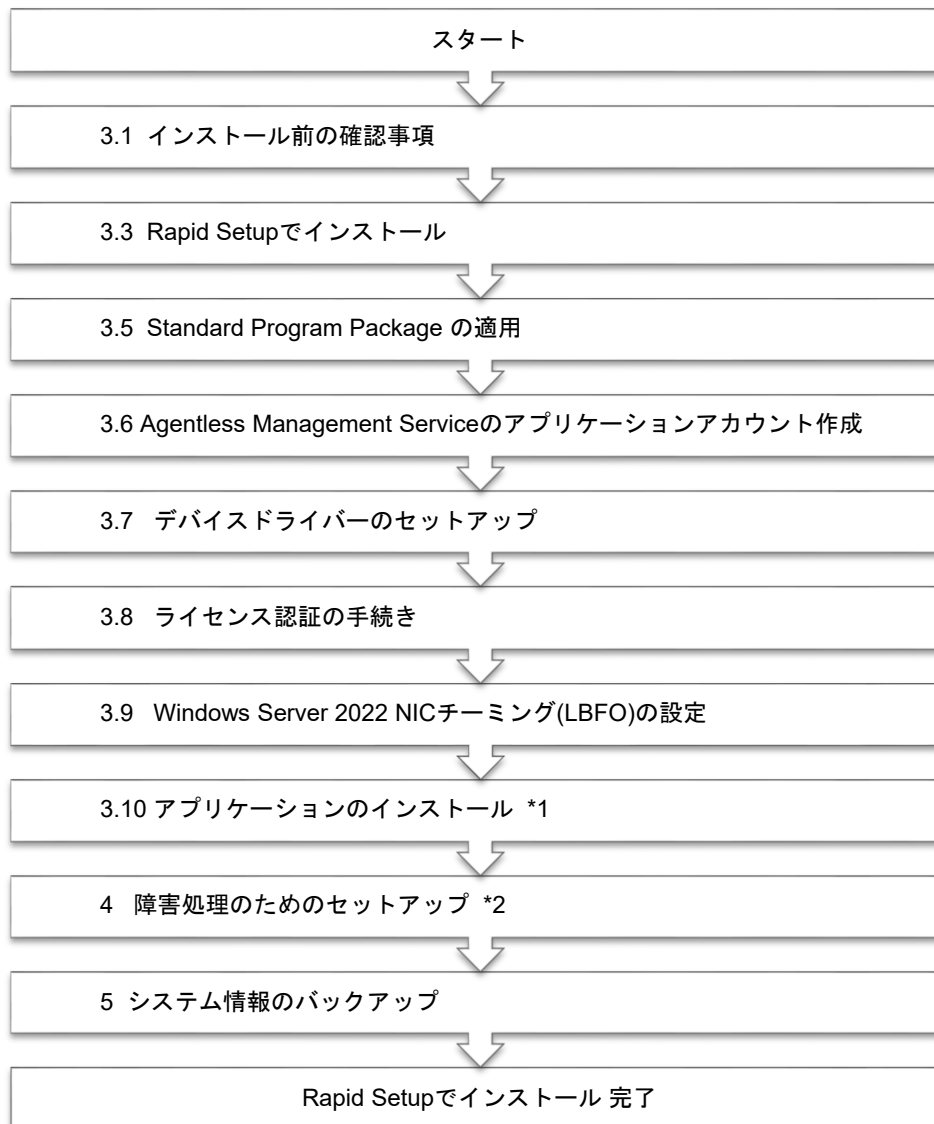 スタート
3.1 インストール前の確認事項
3.3 Rapid Setupでインストール
3.5 Standard Program Package の適用
3.6 Agentless Management Serviceのアプリケーションアカウント作成
3.7 デバイスドライバーのセットアップ
3.8 ライセンス認証の手続き
3.9 Windows Server 2022 NICチーミング(LBFO)の設定
3.10 アプリケーションのインストール *1
4 障害処理のためのセットアップ *2
5 システム情報のバックアップ
Rapid Setupでインストール 完了